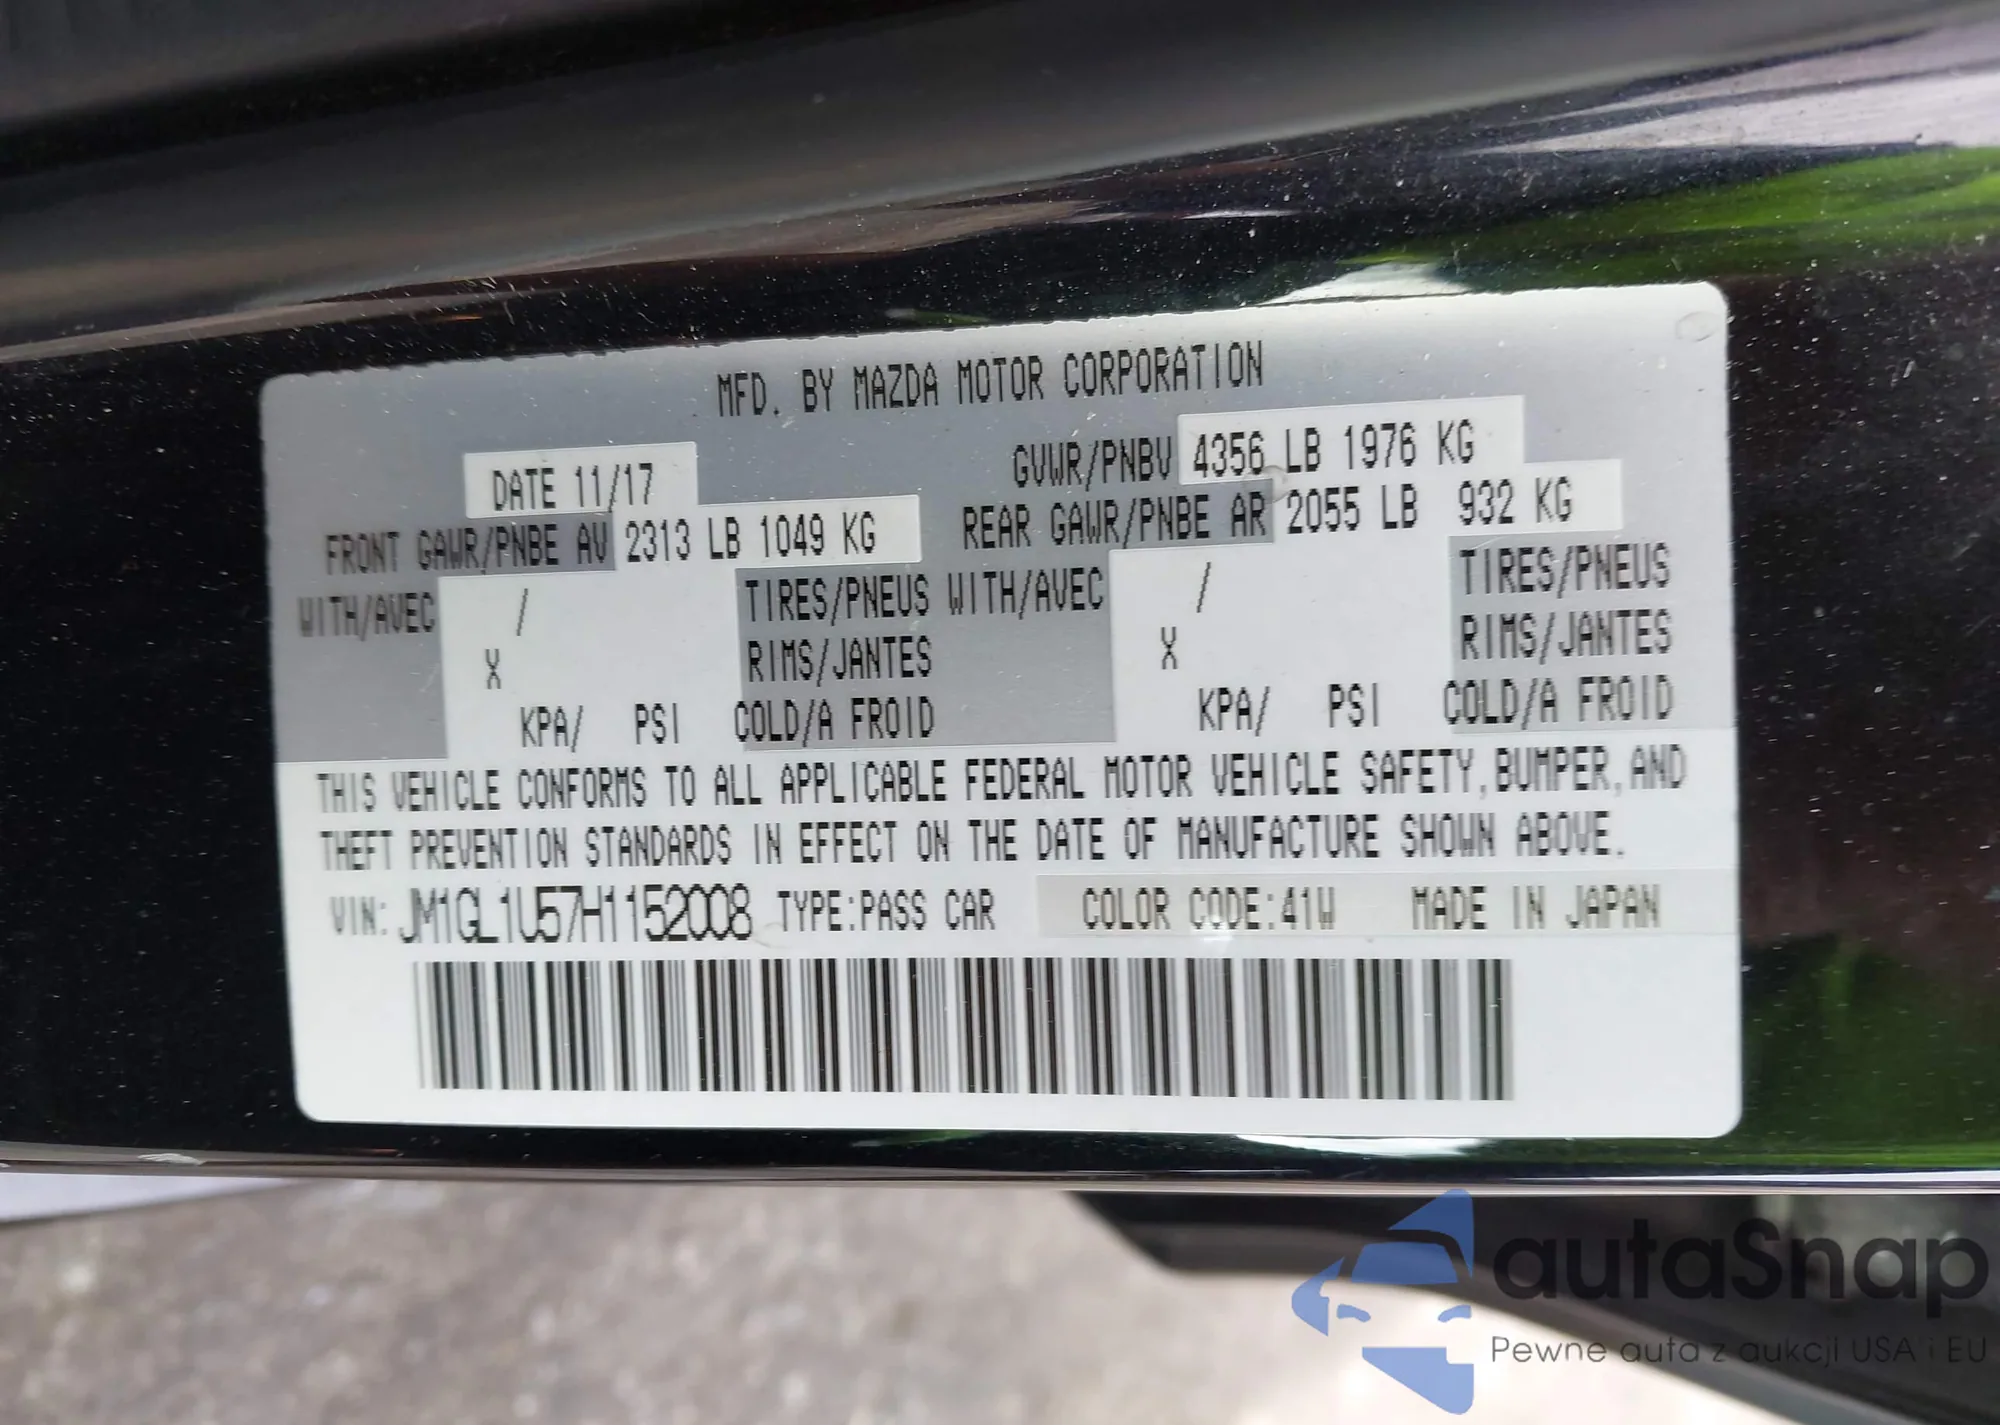 MFD. BY MAZDA MOTOR CORPORATION
DATE 11/17 GVWR/PNBV 4356 LB 1976 KG
FRONT GAWR/PNBE AV 2313 LB 1049 KG REAR GAWR/PNBE AR 2055 LB 932 KG
WITH/AVEC / TIRES/PNEUS WITH/AVEC / TIRES/PNEUS
X RIMS/JANTES X RIMS/JANTES
KPA/ PSI COLD/A FROID KPA/ PSI COLD/A FROID
THIS VEHICLE CONFORMS TO ALL APPLICABLE FEDERAL MOTOR VEHICLE SAFETY, BUMPER, AND
THEFT PREVENTION STANDARDS IN EFFECT ON THE DATE OF MANUFACTURE SHOWN ABOVE.
VIN: JM1GL1U57H1152008 TYPE:PASS CAR COLOR CODE:41W MADE IN JAPAN
autoSnap
Pewne auta z aukcji USA i EU